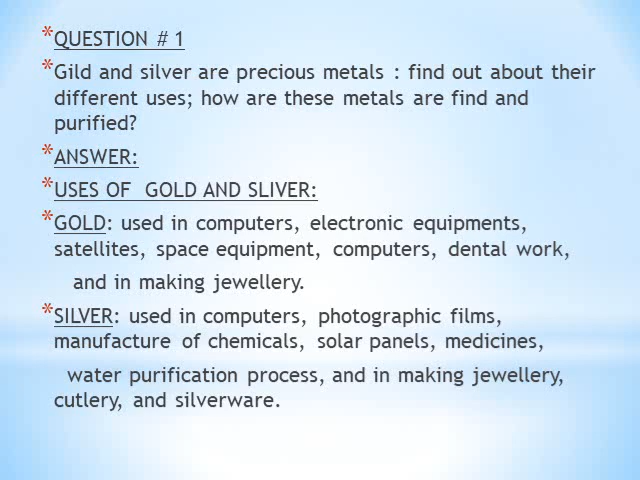 * QUESTION # 1
* Gild and silver are precious metals : find out about their
different uses; how are these metals are find and
purified?
* ANSWER:
* USES OF GOLD AND SLIVER:
* GOLD: used in computers, electronic equipments,
satellites, space equipment, computers, dental work,
and in making jewellery.
* SILVER: used in computers, photographic films,
manufacture of chemicals, solar panels, medicines,
water purification process, and in making jewellery,
cutlery, and silverware.